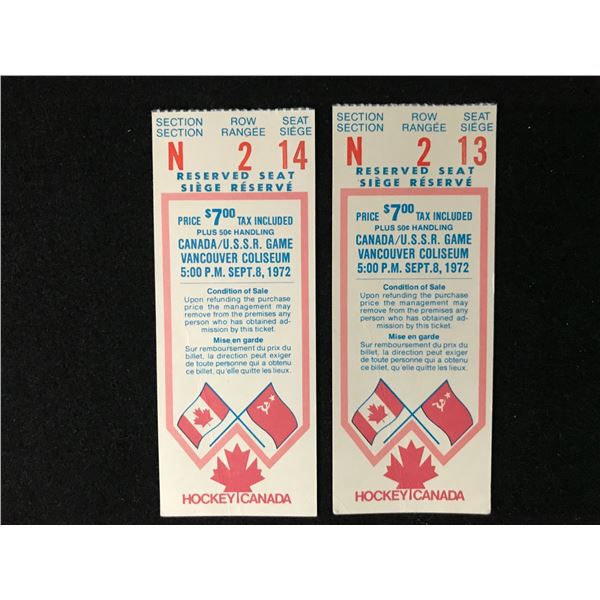 SECTION ROW SEAT
SECTION RANGÉE SIÈGE
N 2 14
RESERVED SEAT
SIÈGE RÉSERVÉ
PRICE $7.00 TAX INCLUDED
PLUS 50¢ HANDLING
CANADA/U.S.S.R. GAME
VANCOUVER COLISEUM
5:00 P.M. SEPT.8, 1972
Condition of Sale
Upon refunding the purchase
price the management may
remove from the premises any
person who has obtained ad-
mission by this ticket.
Mise en garde
Sur remboursement du prix du
billet, la direction peut exiger
de toute personne qui a obtenu
ce billet, qu'elle quitte les lieux.
HOCKEY CANADA
SECTION ROW SEAT
SECTION RANGÉE SIÈGE
N 2 13
RESERVED SEAT
SIÈGE RÉSERVÉ
PRICE $7.00 TAX INCLUDED
PLUS 50¢ HANDLING
CANADA/U.S.S.R. GAME
VANCOUVER COLISEUM
5:00 P.M. SEPT.8, 1972
Condition of Sale
Upon refunding the purchase
price the management may
remove from the premises any
person who has obtained ad-
mission by this ticket.
Mise en garde
Sur remboursement du prix du
billet, la direction peut exiger
de toute personne qui a obtenu
ce billet, qu'elle quitte les lieux.
HOCKEY CANADA